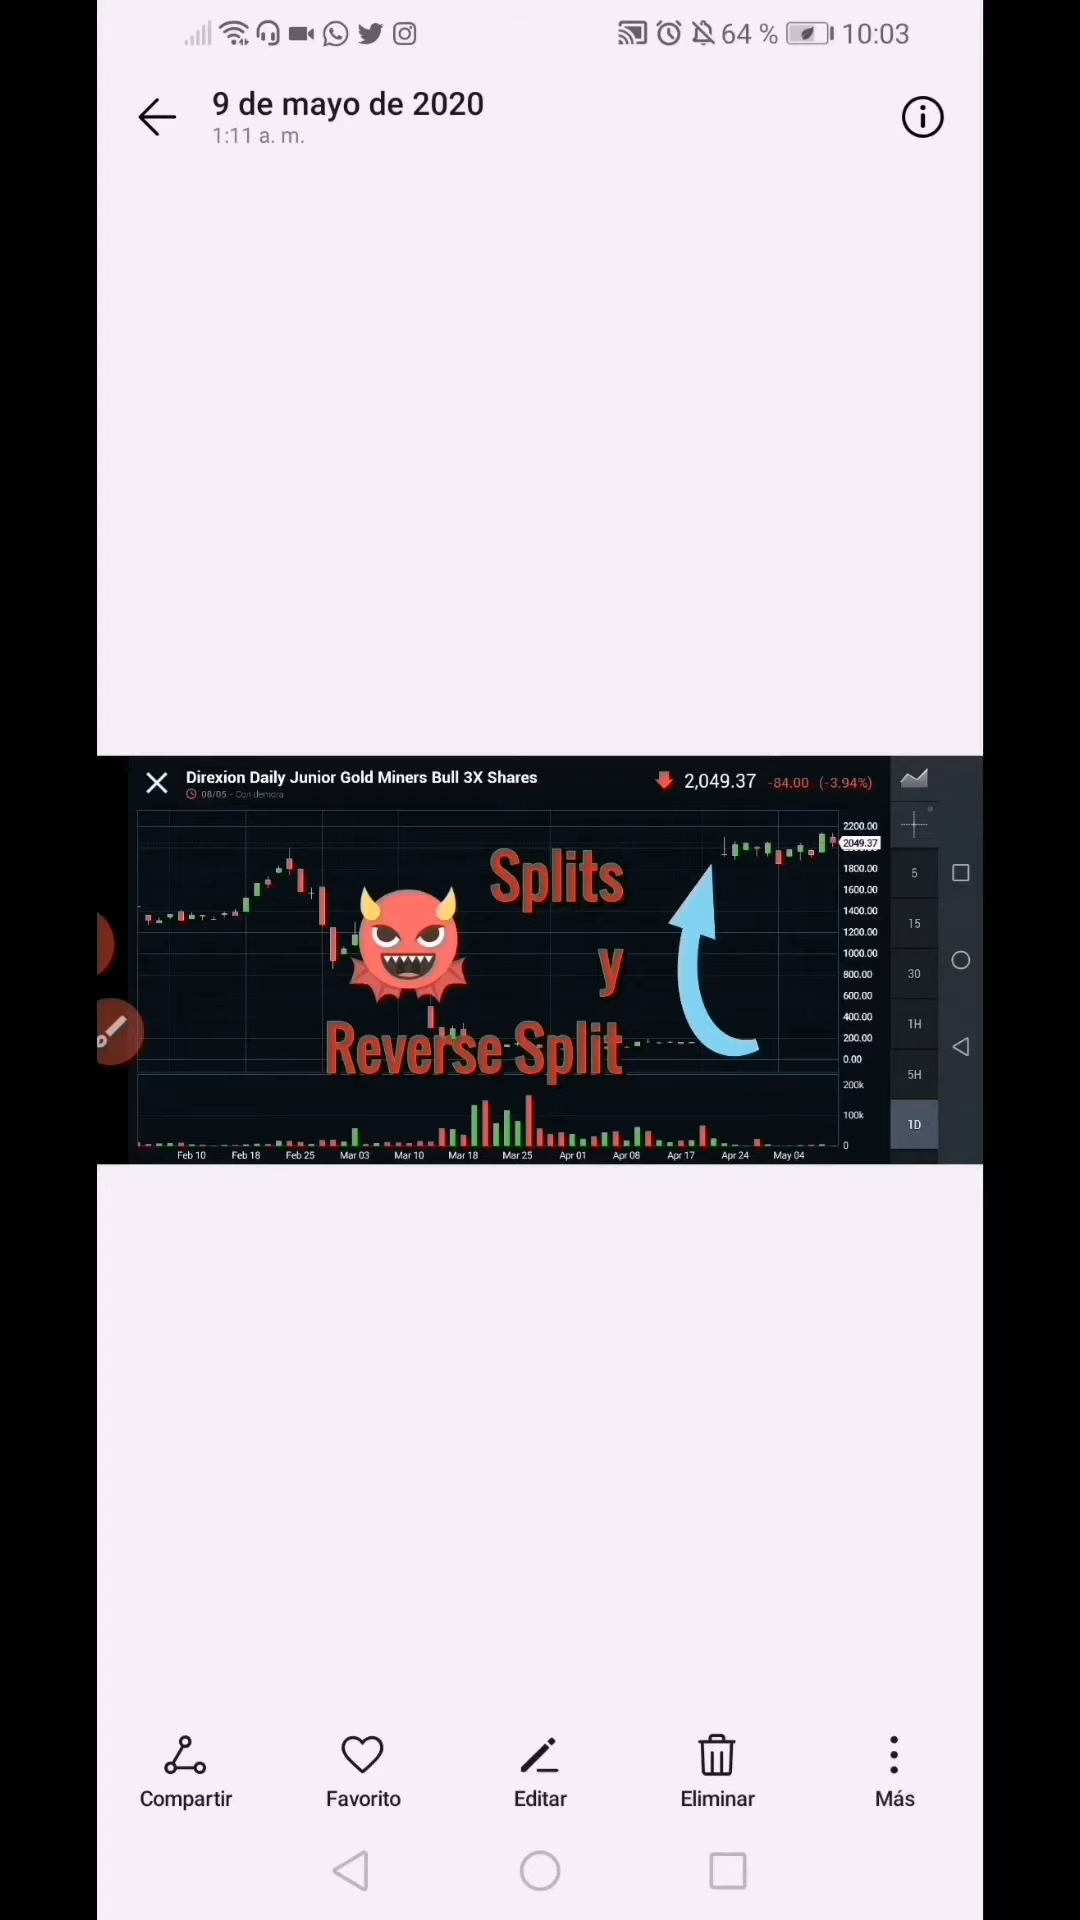 64 % 10:03
9 de mayo de 2020
1:11 a. m.
Direxion Daily Junior Gold Miners Bull 3X Shares
08/05 - Con demora
2,049.37 -84.00 (-3.94%)
Splits
y
Reverse Split
2200.00
2049.37
1800.00
1600.00
1400.00
1200.00
1000.00
800.00
600.00
400.00
200.00
0.00
200k
100k
0
5
15
30
1H
5H
1D
Feb 10 Feb 18 Feb 25 Mar 03 Mar 10 Mar 18 Mar 25 Apr 01 Apr 08 Apr 17 Apr 24 May 04
Compartir Favorito Editar Eliminar Más